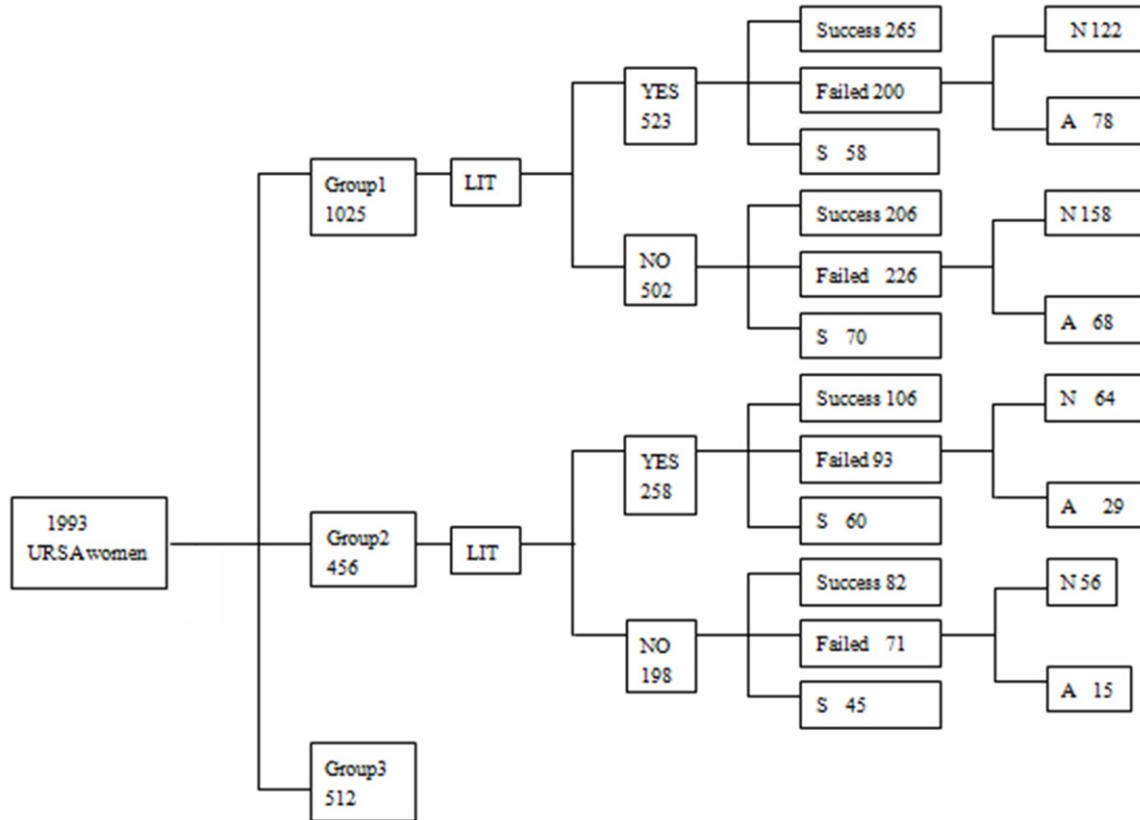 1993
URSA women
Group1
1025
LIT
YES
523
Success 265
Failed 200
N 122
A 78
S 58
NO
502
Success 206
Failed 226
N 158
A 68
S 70
Group2
456
LIT
YES
258
Success 106
Failed 93
N 64
A 29
S 60
NO
198
Success 82
Failed 71
N 56
A 15
S 45
Group3
512